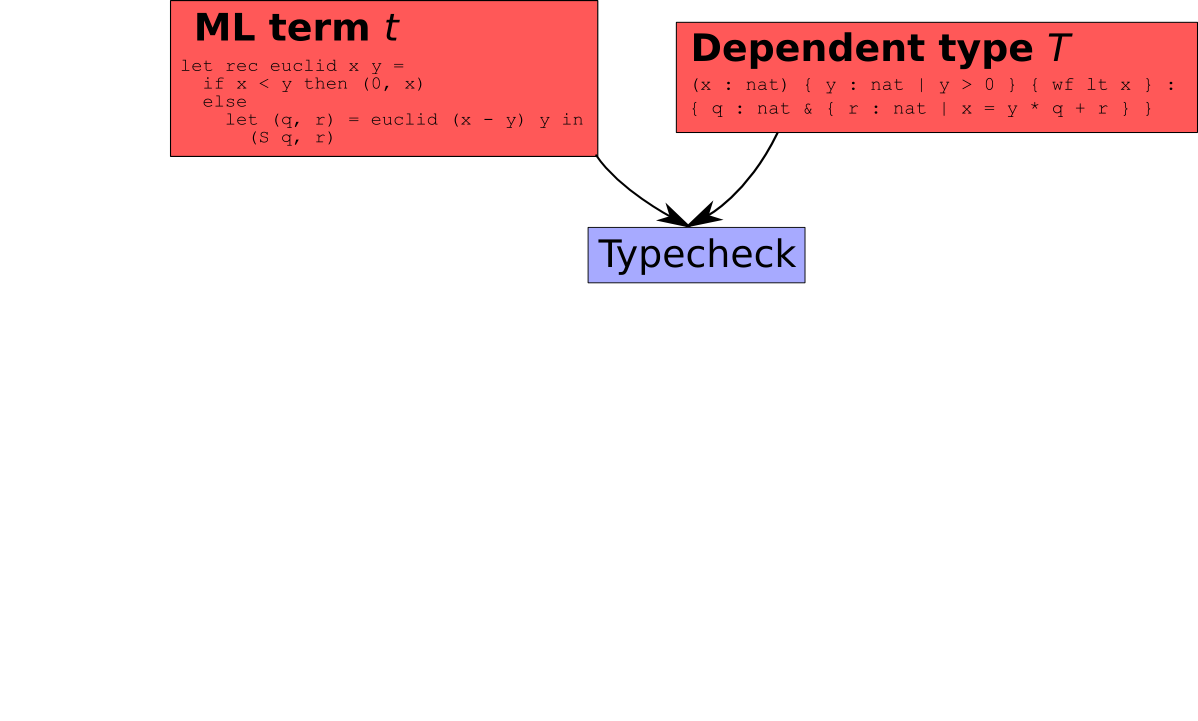 ML term t
let rec euclid x y =
  if x < y then (0, x)
  else
    let (q, r) = euclid (x - y) y in
      (S q, r)
Dependent type T
(x : nat) { y : nat | y > 0 } { wf lt x } :
{ q : nat & { r : nat | x = y * q + r } }
Typecheck